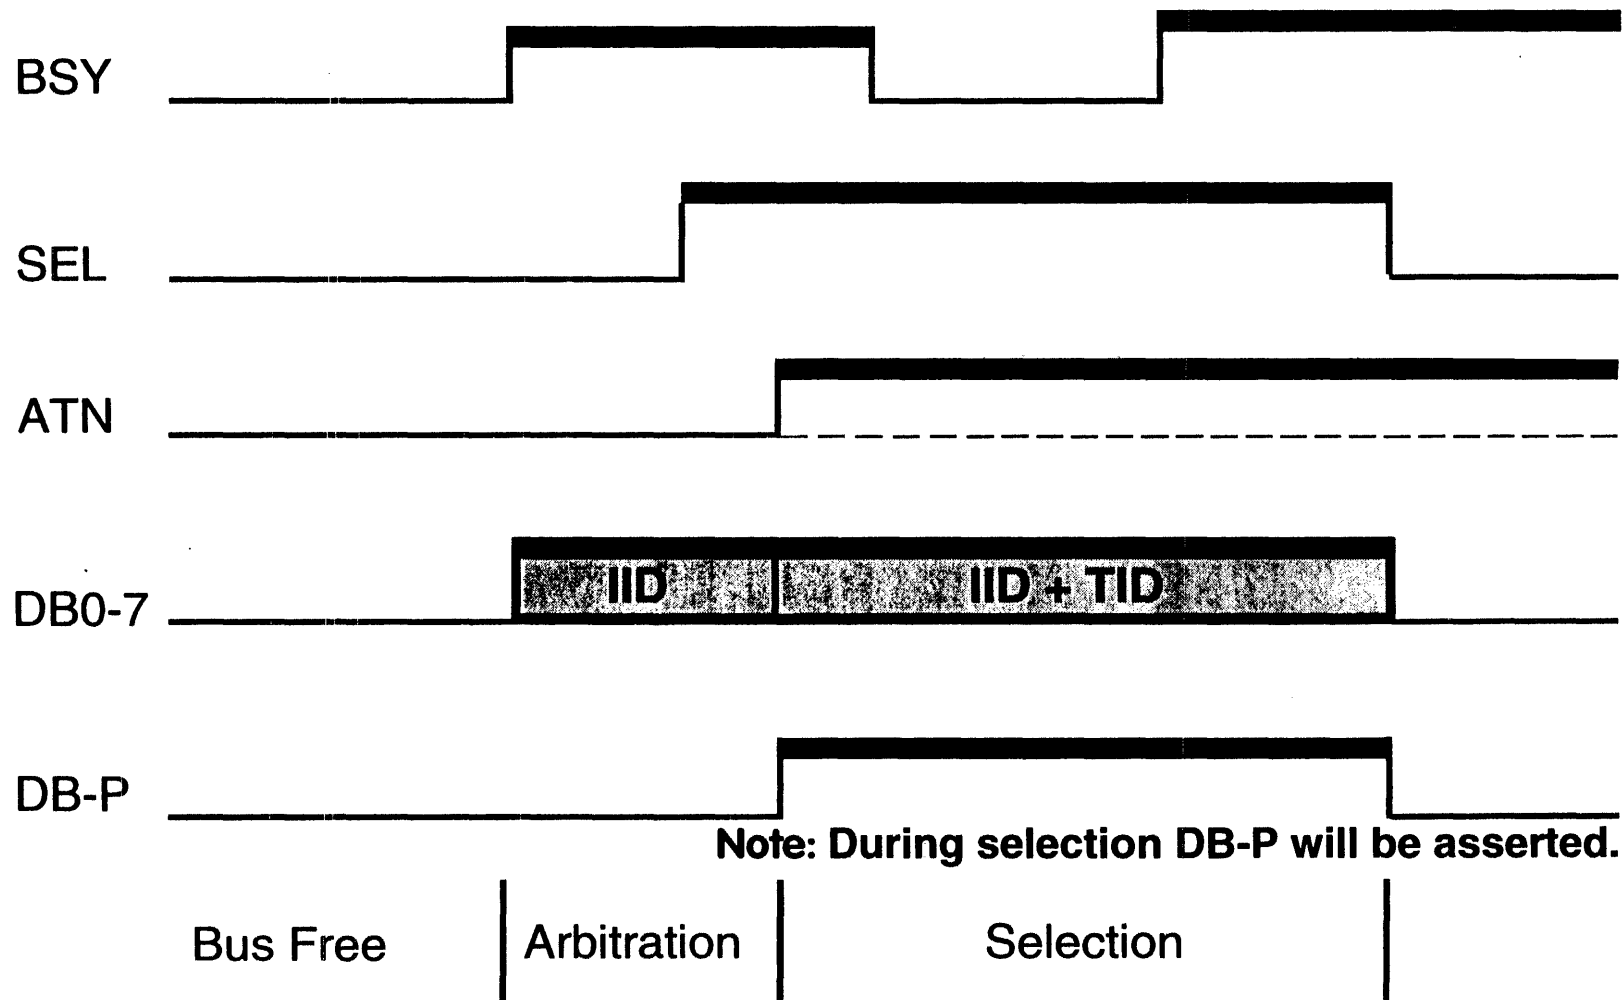 BSY
SEL
ATN
DB0-7
IID
IID + TID
DB-P
Note: During selection DB-P will be asserted.
Bus Free
Arbitration
Selection